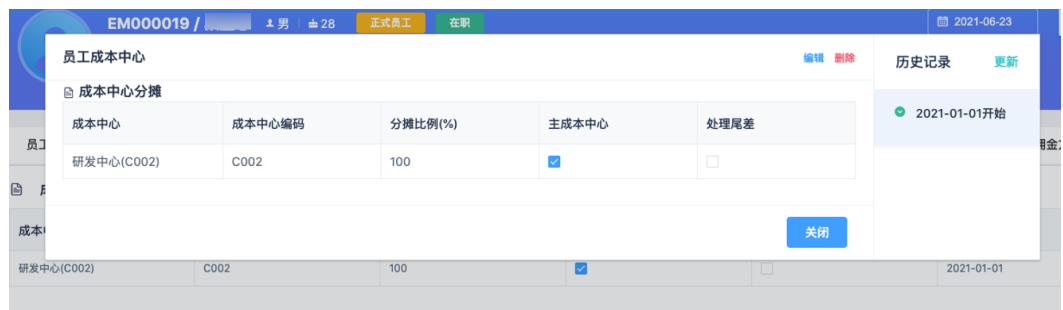 EM000019 / 男 28 正式员工 在职 2021-06-23
员工成本中心 编辑 删除
历史记录 更新
成本中心分摊
成本中心 成本中心编码 分摊比例(%) 主成本中心 处理尾差
2021-01-01开始
研发中心(C002) C002 100
关闭
员工
成本
研发中心(C002) C002 100 2021-01-01